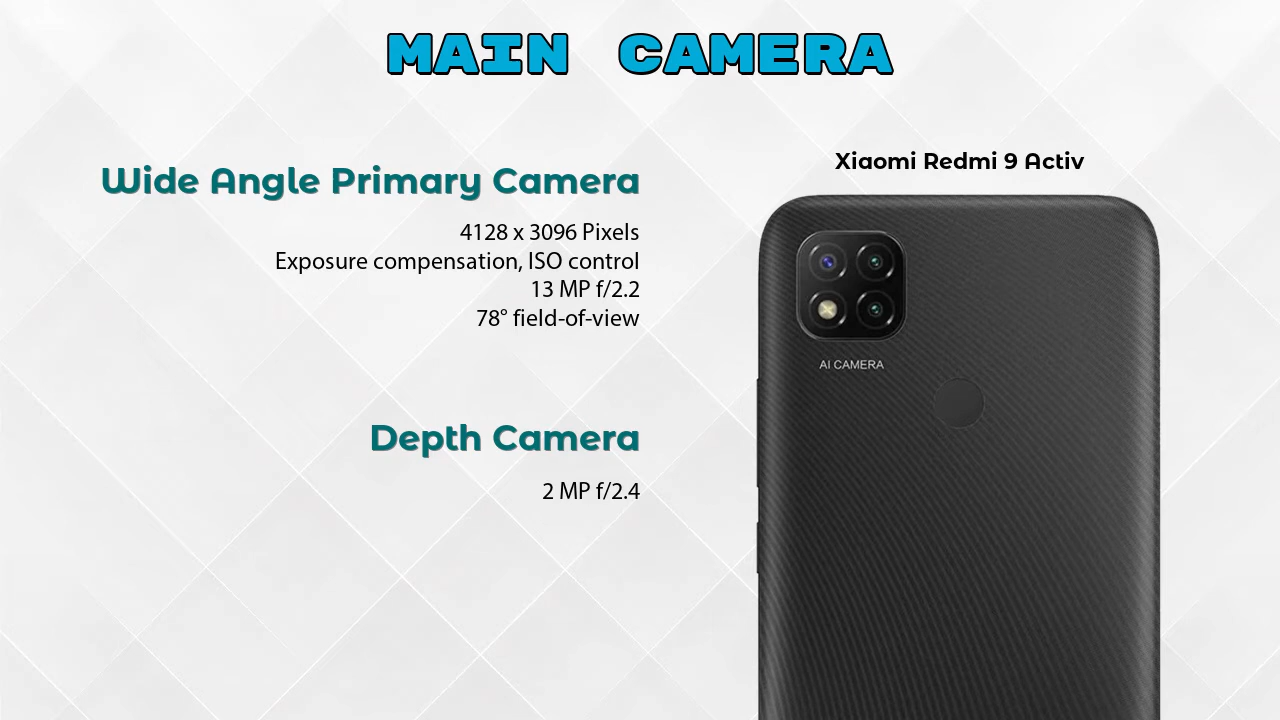 MAIN CAMERA
Wide Angle Primary Camera
4128 x 3096 Pixels
Exposure compensation, ISO control
13 MP f/2.2
78° field-of-view
Depth Camera
2 MP f/2.4
Xiaomi Redmi 9 Activ
AI CAMERA